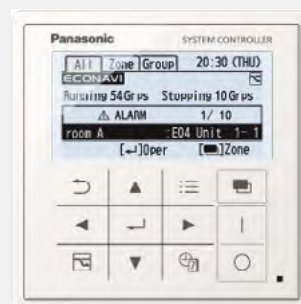 Panasonic SYSTEM CONTROLLER
All Zone Group 20:30 (THU)
ECONAVI
Running 54Grps Stopping 10Grps
⚠ ALARM 1/ 10
room A :E04 Unit 1- 1
[↵]Oper [⧉]Zone